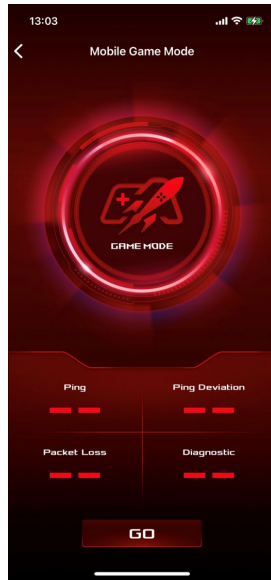 13:03
Mobile Game Mode
GAME MODE
Ping
Ping Deviation
-- --
-- --
Packet Loss
Diagnostic
-- --
-- --
GO